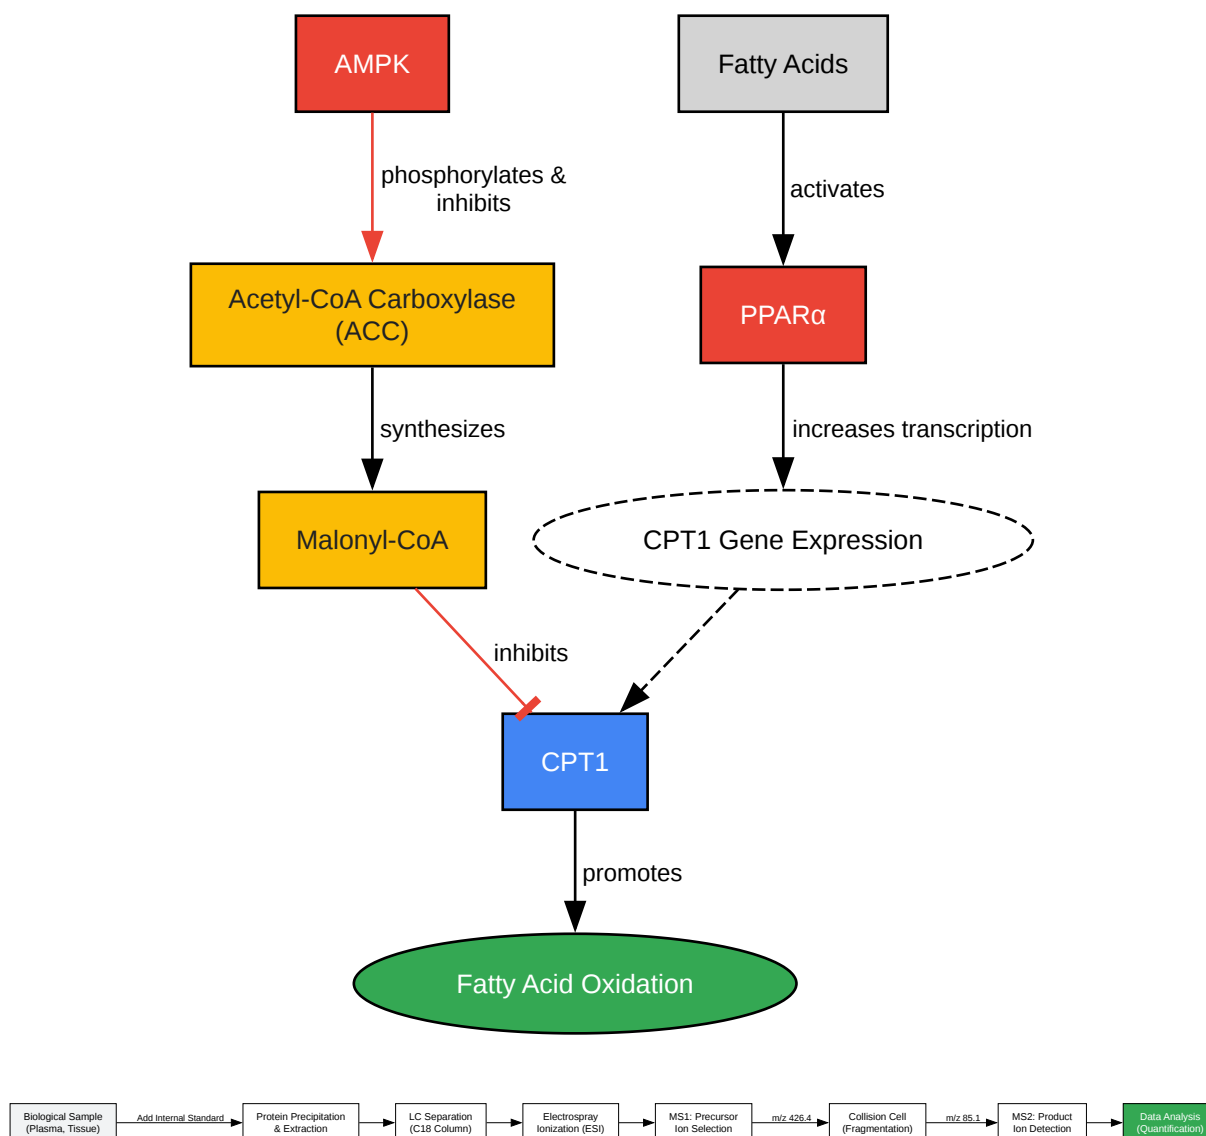 AMPK
Fatty Acids
phosphorylates &
inhibits
activates
Acetyl-CoA Carboxylase
(ACC)
PPARα
synthesizes
increases transcription
Malonyl-CoA
CPT1 Gene Expression
inhibits
CPT1
promotes
Fatty Acid Oxidation
Biological Sample
(Plasma, Tissue)
Add Internal Standard
Protein Precipitation
& Extraction
LC Separation
(C18 Column)
Electrospray
Ionization (ESI)
MS1: Precursor
Ion Selection
m/z 426.4
Collision Cell
(Fragmentation)
m/z 85.1
MS2: Product
Ion Detection
Data Analysis
(Quantification)